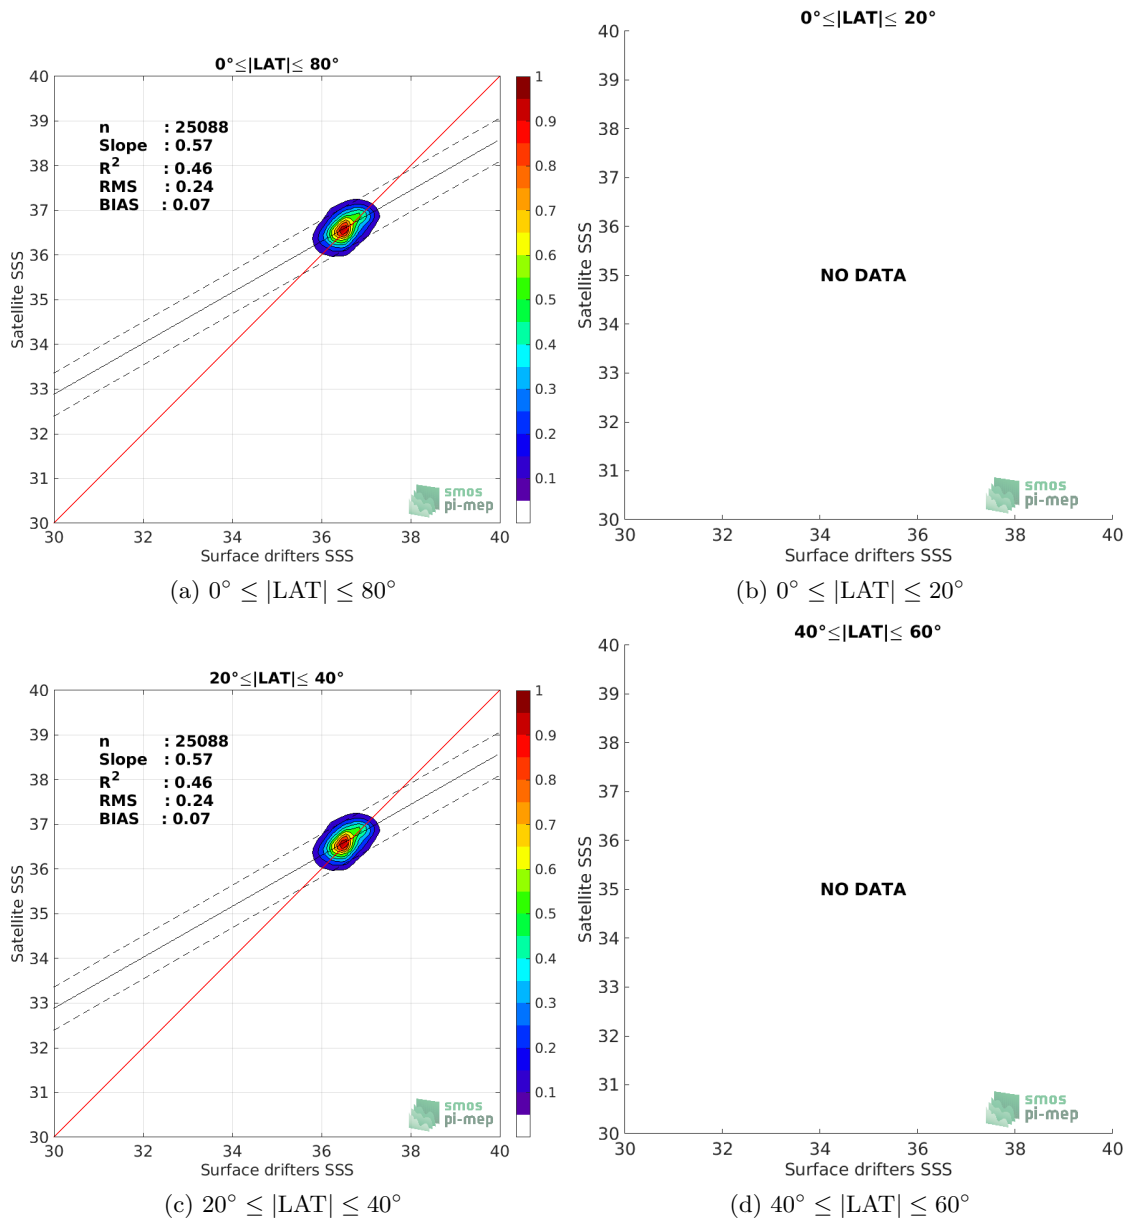 0°≤|LAT|≤ 80°
n : 25088
Slope : 0.57
R2 : 0.46
RMS : 0.24
BIAS : 0.07
40
39
38
37
36
35
34
33
32
31
30
30 32 34 36 38 40
Satellite SSS
Surface drifters SSS
1
0.9
0.8
0.7
0.6
0.5
0.4
0.3
0.2
0.1
smos
pi-mep
(a) 0° ≤ |LAT| ≤ 80°
0°≤|LAT|≤ 20°
40
39
38
37
36
35
34
33
32
31
30
30 32 34 36 38 40
Satellite SSS
NO DATA
Surface drifters SSS
smos
pi-mep
(b) 0° ≤ |LAT| ≤ 20°
20°≤|LAT|≤ 40°
n : 25088
Slope : 0.57
R2 : 0.46
RMS : 0.24
BIAS : 0.07
40
39
38
37
36
35
34
33
32
31
30
30 32 34 36 38 40
Satellite SSS
Surface drifters SSS
1
0.9
0.8
0.7
0.6
0.5
0.4
0.3
0.2
0.1
smos
pi-mep
(c) 20° ≤ |LAT| ≤ 40°
40°≤|LAT|≤ 60°
40
39
38
37
36
35
34
33
32
31
30
30 32 34 36 38 40
Satellite SSS
NO DATA
Surface drifters SSS
smos
pi-mep
(d) 40° ≤ |LAT| ≤ 60°